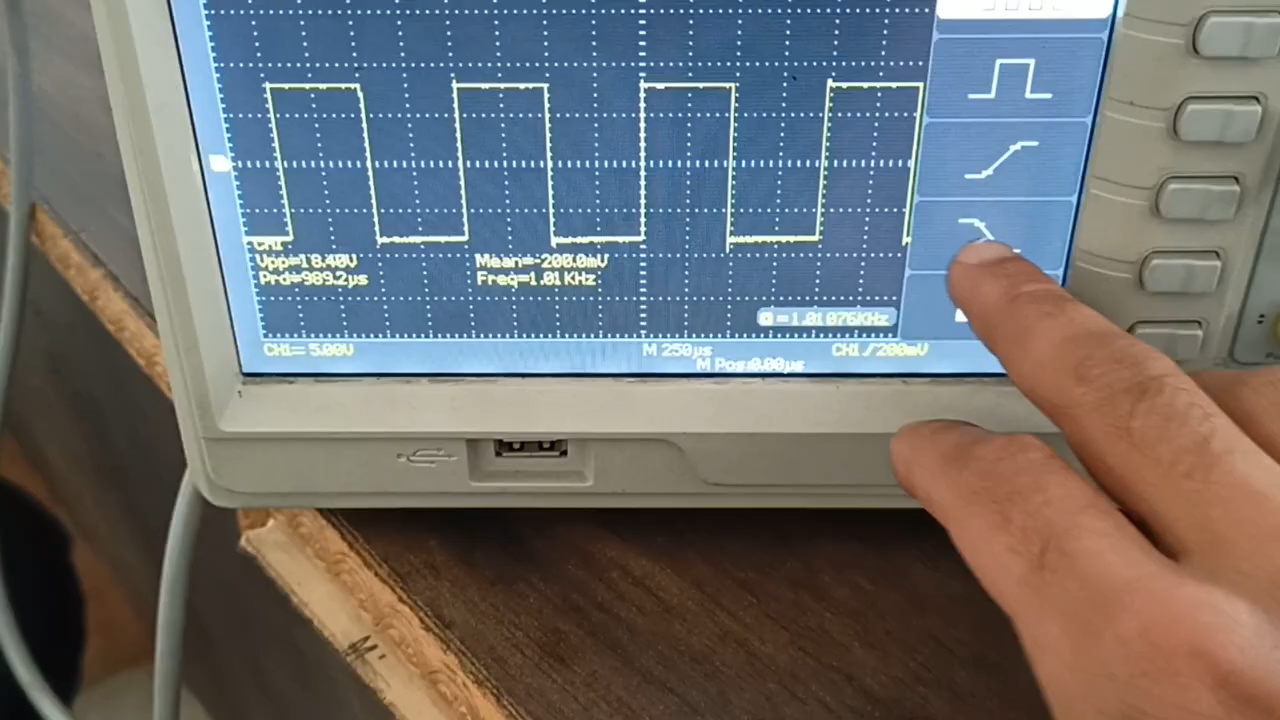 CH1
Vpp=18.40V Mean=-200.0mV
Prd=989.2µs Freq=1.01KHz
=1.01076KHz
CH1= 5.00V M 250µs CH1 /200mV
M Pos:0.00µs